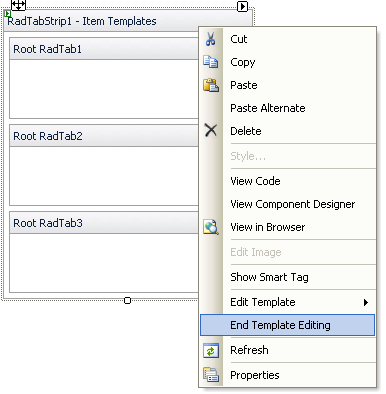 RadTabStrip1 - Item Templates
Root RadTab1
Root RadTab2
Root RadTab3
Cut
Copy
Paste
Paste Alternate
Delete
Style...
View Code
View Component Designer
View in Browser
Edit Image
Show Smart Tag
Edit Template
End Template Editing
Refresh
Properties